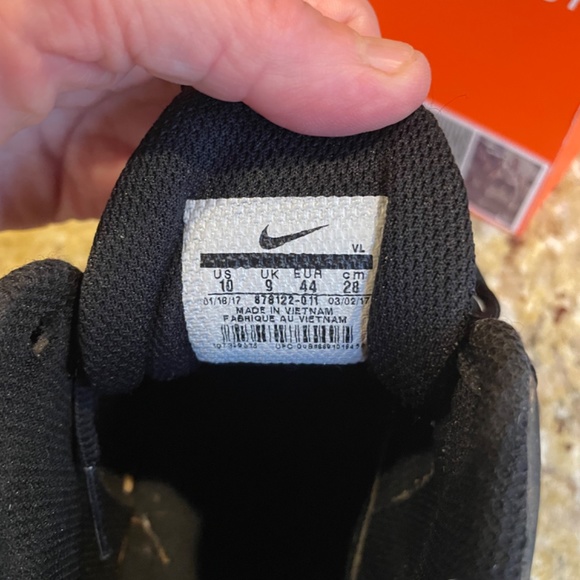 VL
US UK EUR cm
10 9 44 28
01/16/17 878122-011 03/02/17
MADE IN VIETNAM
FABRIQUE AU VIETNAM